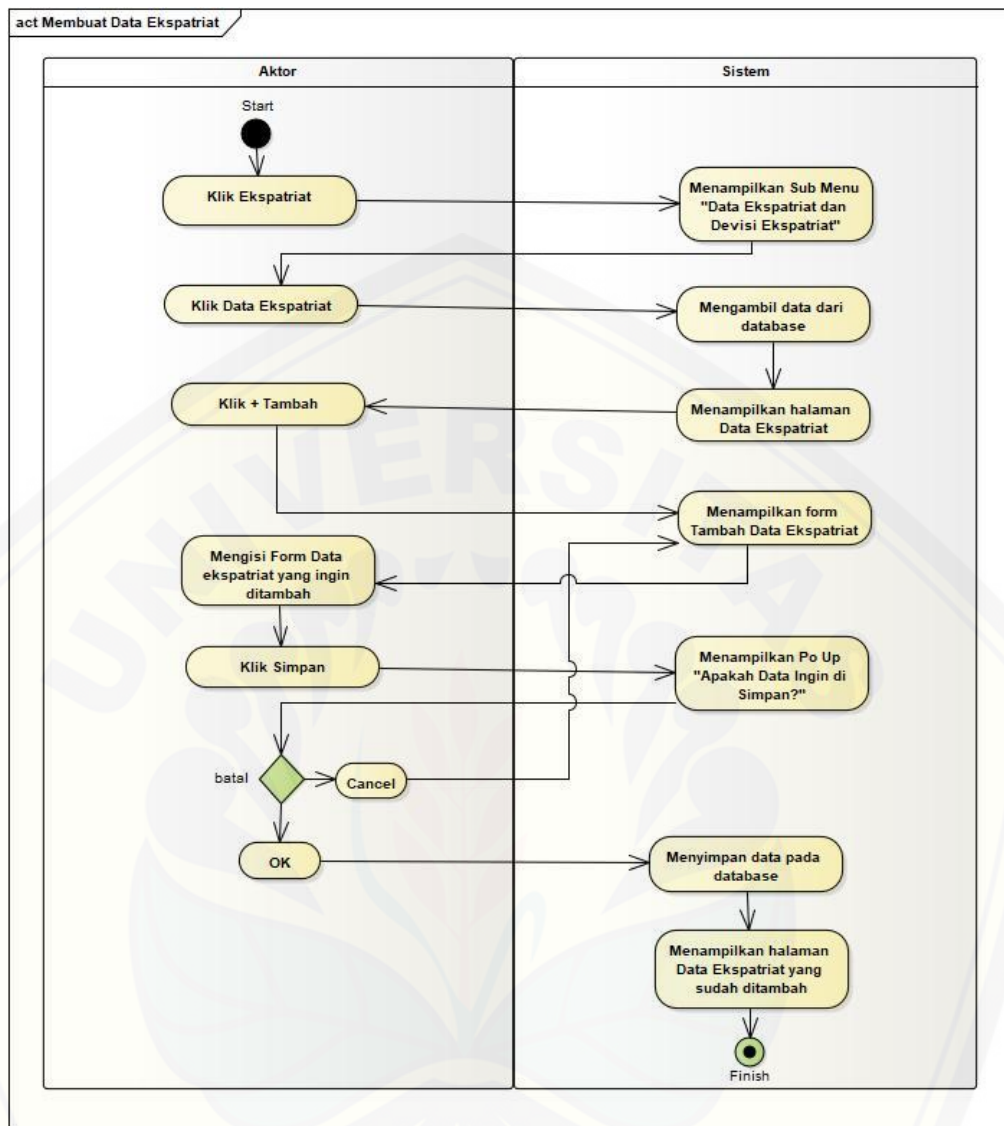 act Membuat Data Ekspatriat
Aktor
Sistem
Start
Klik Ekspatriat
Menampilkan Sub Menu
"Data Ekspatriat dan
Devisi Ekspatriat"
Klik Data Ekspatriat
Mengambil data dari
database
Klik + Tambah
Menampilkan halaman
Data Ekspatriat
Menampilkan form
Tambah Data Ekspatriat
Mengisi Form Data
ekspatriat yang ingin
ditambah
Klik Simpan
Menampilkan Po Up
"Apakah Data Ingin di
Simpan?"
batal
Cancel
OK
Menyimpan data pada
database
Menampilkan halaman
Data Ekspatriat yang
sudah ditambah
Finish
UNIVERSITA